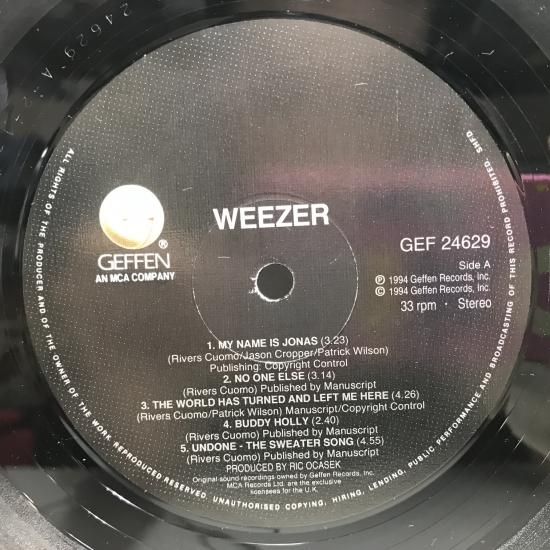 24629 A
WEEZER
GEFFEN ®
AN MCA COMPANY
GEF 24629
Side A
Ⓟ 1994 Geffen Records, Inc.
© 1994 Geffen Records, Inc.
33 rpm · Stereo
1. MY NAME IS JONAS (3.23)
(Rivers Cuomo/Jason Cropper/Patrick Wilson)
Publishing: Copyright Control
2. NO ONE ELSE (3.14)
(Rivers Cuomo) Published by Manuscript
3. THE WORLD HAS TURNED AND LEFT ME HERE (4.26)
(Rivers Cuomo/Patrick Wilson) Manuscript/Copyright Control
4. BUDDY HOLLY (2.40)
(Rivers Cuomo) Published by Manuscript
5. UNDONE - THE SWEATER SONG (4.55)
(Rivers Cuomo) Published by Manuscript
PRODUCED BY RIC OCASEK
Original sound recordings owned by Geffen Records, Inc.
MCA Records Ltd. are the exclusive
licensees for the U.K.
ALL RIGHTS OF THE PRODUCER AND OF THE OWNER OF THE WORK REPRODUCED RESERVED. UNAUTHORISED COPYING, HIRING, LENDING, PUBLIC PERFORMANCE AND BROADCASTING OF THIS RECORD PROHIBITED. SHFD.